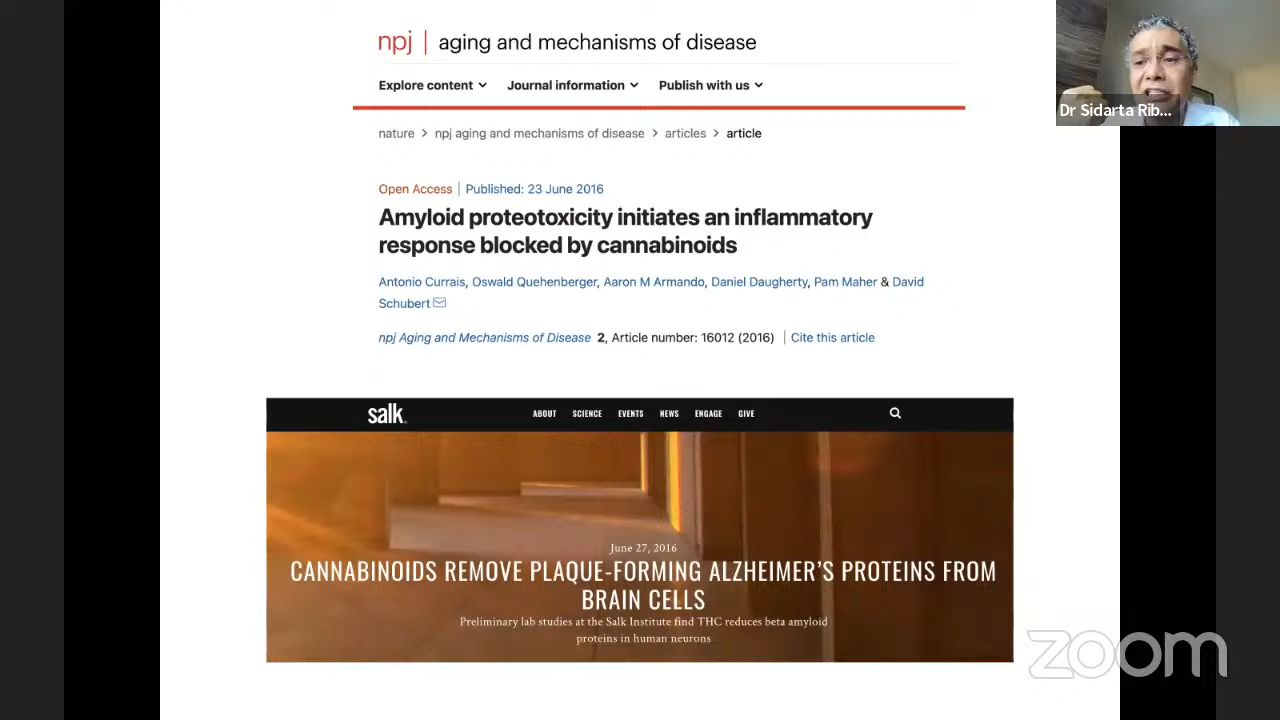 npj | aging and mechanisms of disease
Explore content Journal information Publish with us
nature > npj aging and mechanisms of disease > articles > article
Open Access | Published: 23 June 2016
Amyloid proteotoxicity initiates an inflammatory
response blocked by cannabinoids
Antonio Currais, Oswald Quehenberger, Aaron M Armando, Daniel Daugherty, Pam Maher & David
Schubert
npj Aging and Mechanisms of Disease 2, Article number: 16012 (2016) | Cite this article
salk.
ABOUT SCIENCE EVENTS NEWS ENGAGE GIVE
June 27, 2016
CANNABINOIDS REMOVE PLAQUE-FORMING ALZHEIMER'S PROTEINS FROM
BRAIN CELLS
Preliminary lab studies at the Salk Institute find THC reduces beta amyloid
proteins in human neurons
Dr Sidarta Rib...
zoom